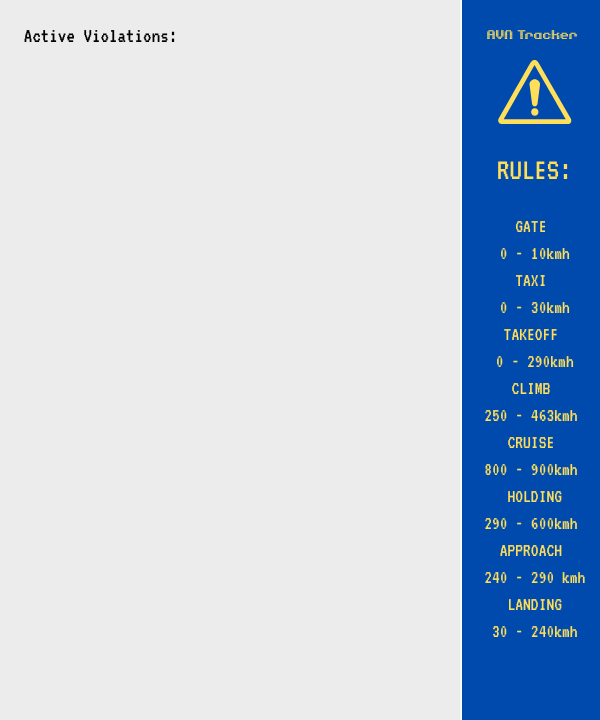 Active Violations:
AVN Tracker
RULES:
GATE
0 - 10kmh
TAXI
0 - 30kmh
TAKEOFF
0 - 290kmh
CLIMB
250 - 463kmh
CRUISE
800 - 900kmh
HOLDING
290 - 600kmh
APPROACH
240 - 290 kmh
LANDING
30 - 240kmh